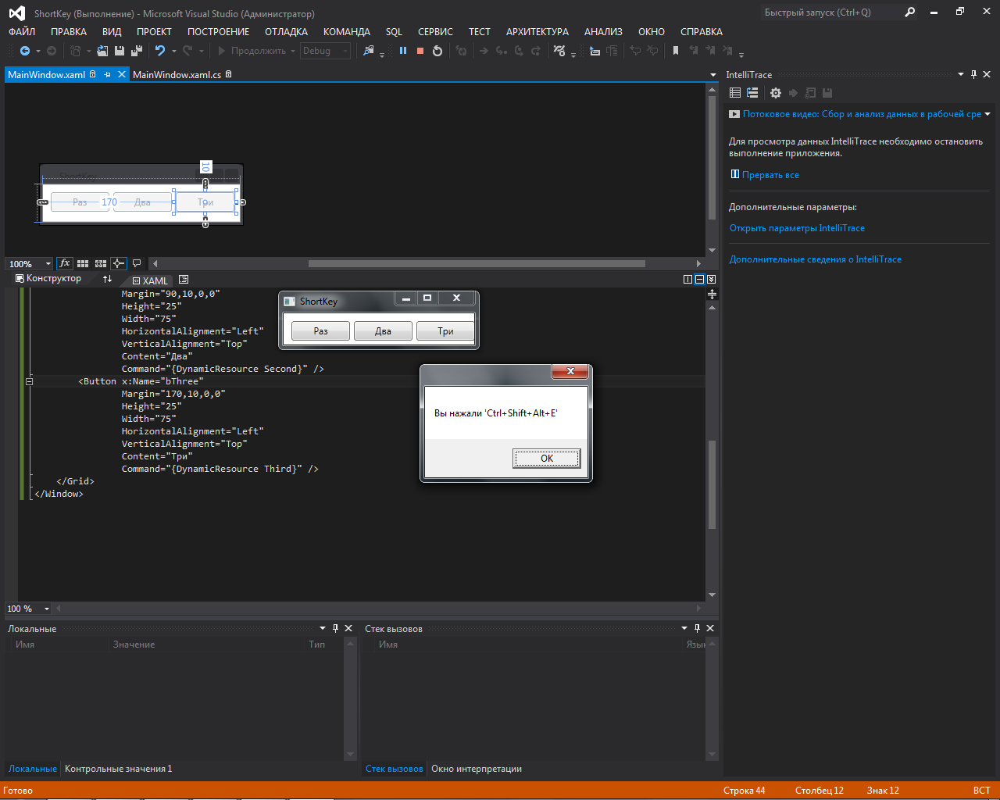 ShortKey (Выполнение) - Microsoft Visual Studio (Администратор)
Быстрый запуск (Ctrl+Q)
ФАЙЛ ПРАВКА ВИД ПРОЕКТ ПОСТРОЕНИЕ ОТЛАДКА КОМАНДА SQL СЕРВИС ТЕСТ АРХИТЕКТУРА АНАЛИЗ ОКНО СПРАВКА
Продолжить Debug
MainWindow.xaml MainWindow.xaml.cs
ShortKey
10
Раз 170 Два Три
100%
Конструктор XAML
Margin="90,10,0,0"
Height="25"
Width="75"
HorizontalAlignment="Left"
VerticalAlignment="Top"
Content="Два"
Command="{DynamicResource Second}" />
<Button x:Name="bThree"
Margin="170,10,0,0"
Height="25"
Width="75"
HorizontalAlignment="Left"
VerticalAlignment="Top"
Content="Три"
Command="{DynamicResource Third}" />
</Grid>
</Window>
100 %
ShortKey
Раз Два Три
Вы нажали 'Ctrl+Shift+Alt+E'
OK
IntelliTrace
Потоковое видео: Сбор и анализ данных в рабочей сре
Для просмотра данных IntelliTrace необходимо остановить
выполнение приложения.
Прервать все
Дополнительные параметры:
Открыть параметры IntelliTrace
Дополнительные сведения о IntelliTrace
Локальные
Имя Значение Тип
Локальные Контрольные значения 1
Стек вызовов
Имя Язык
Стек вызовов Окно интерпретации
Готово Строка 44 Столбец 12 Знак 12 ВСТ